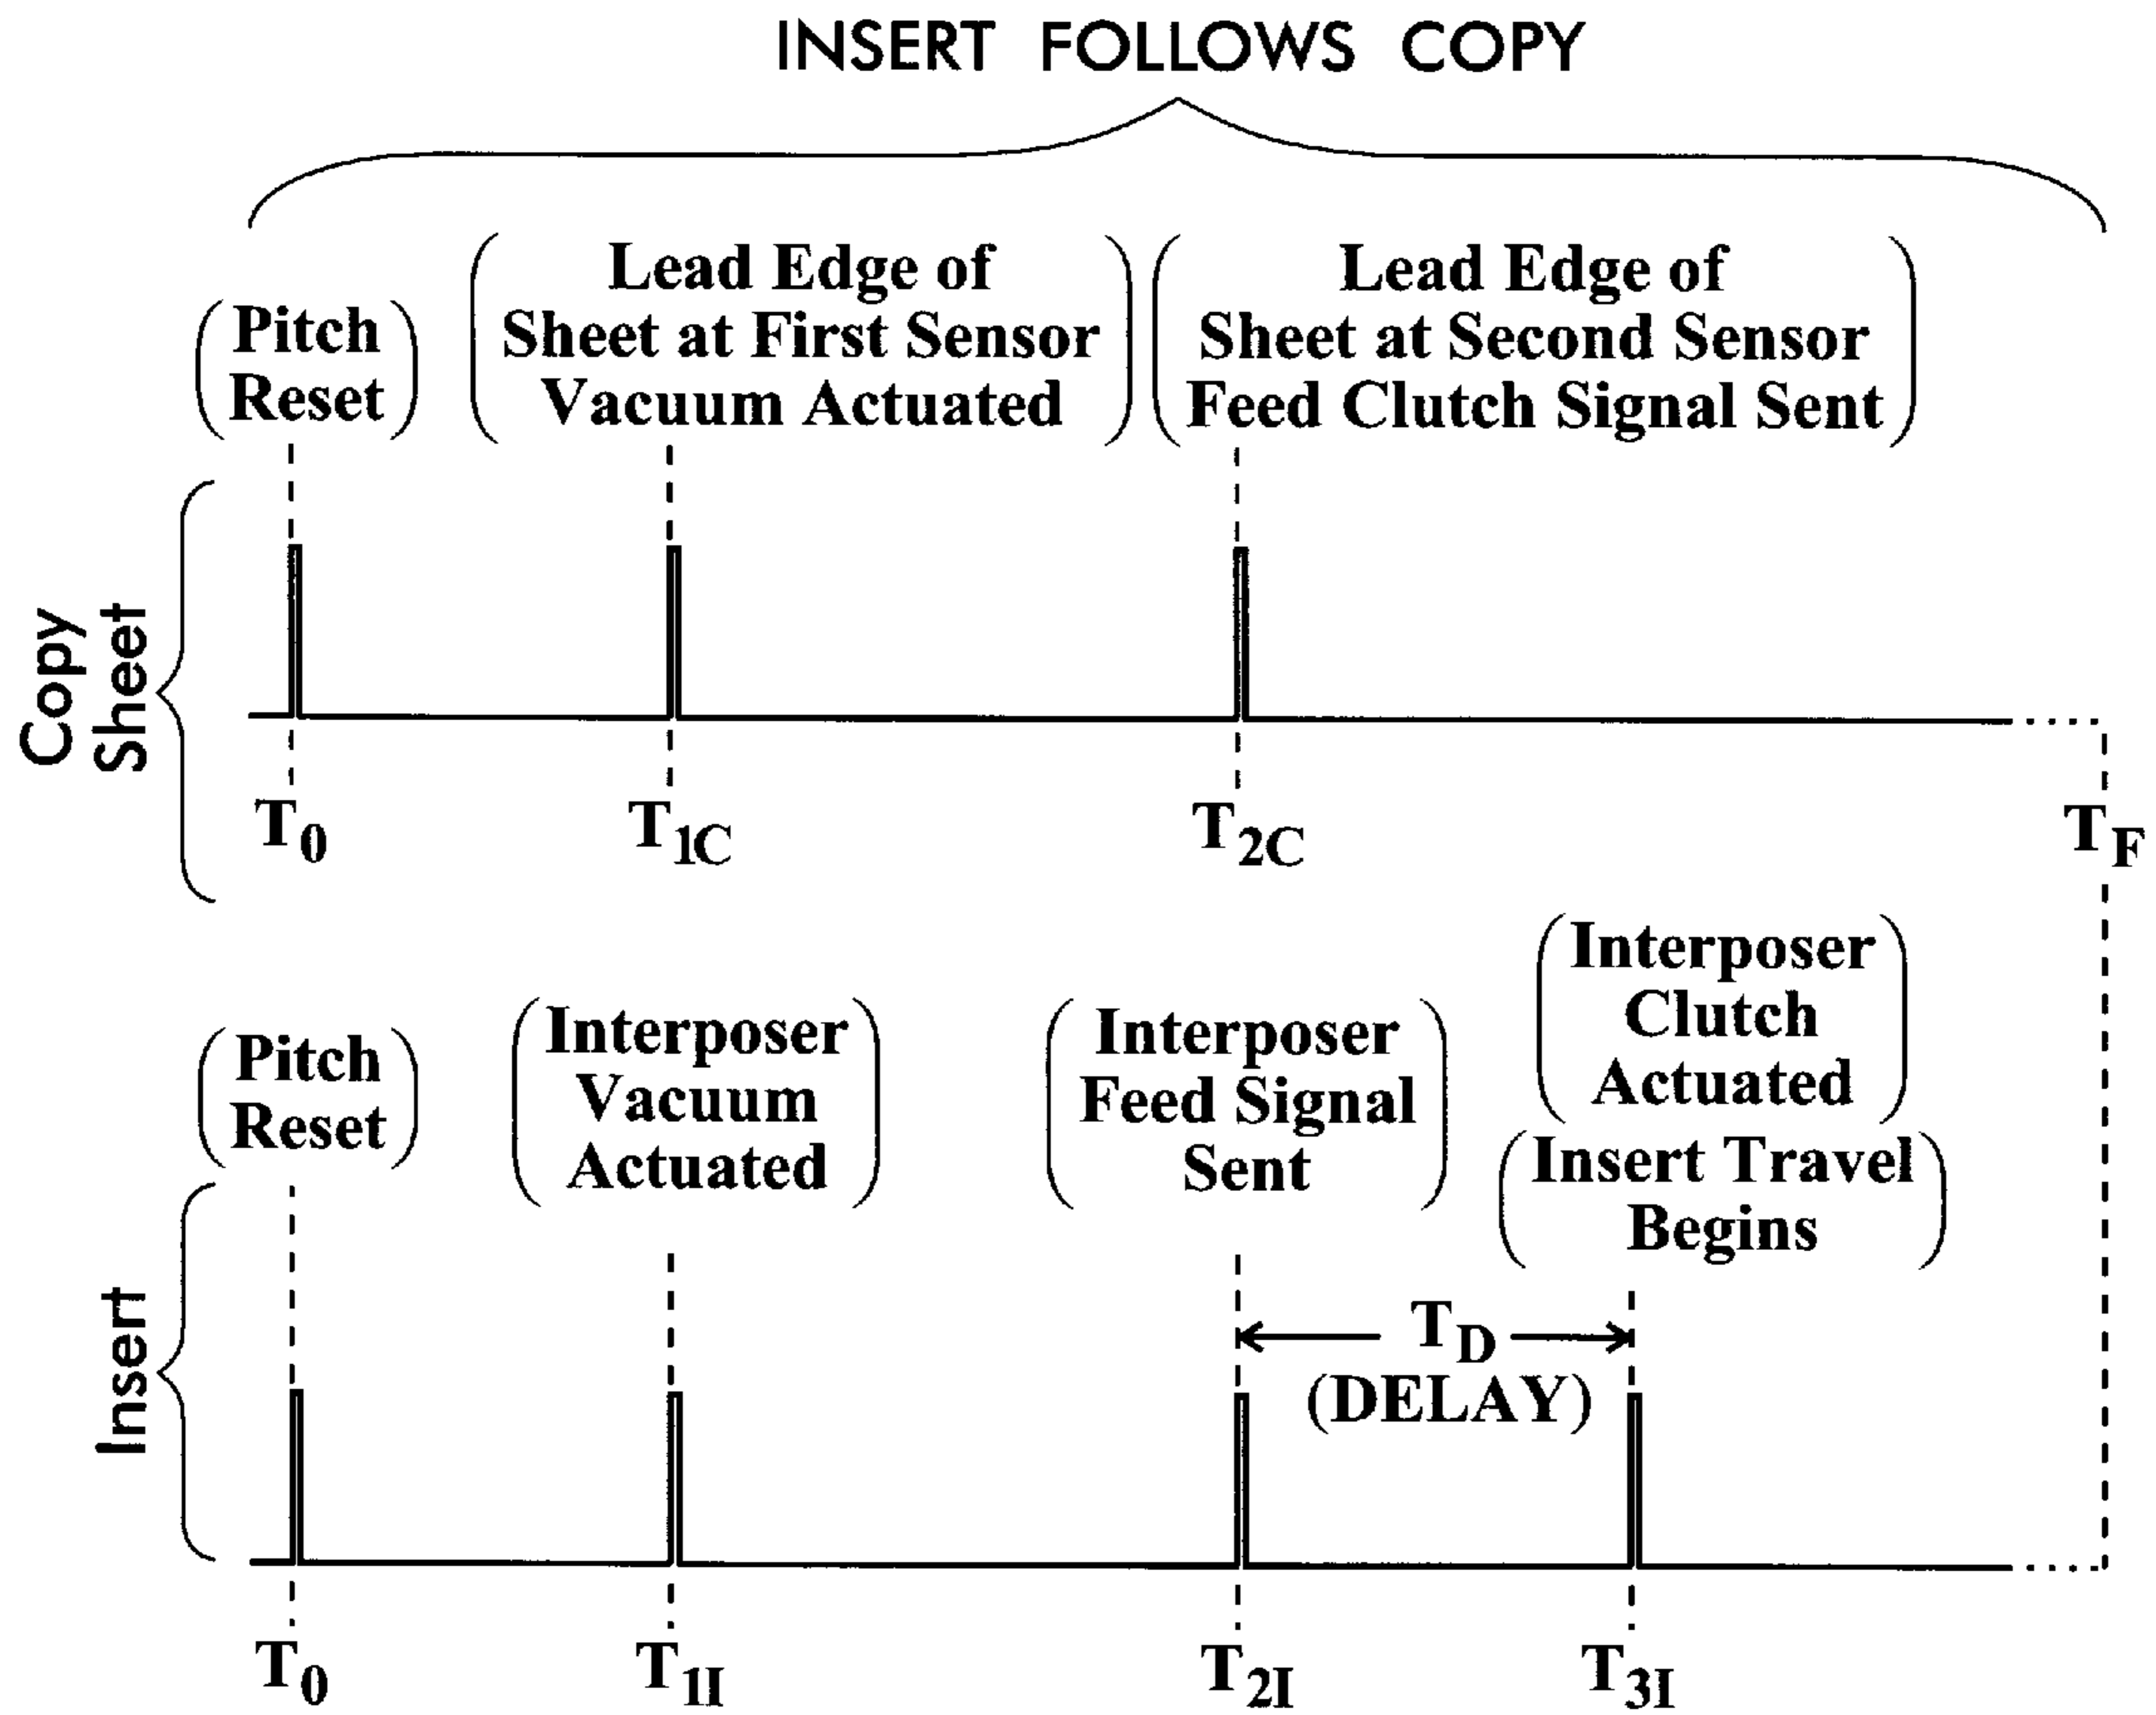 INSERT FOLLOWS COPY
(Pitch
Reset)
(Lead Edge of
Sheet at First Sensor
Vacuum Actuated)
(Lead Edge of
Sheet at Second Sensor
Feed Clutch Signal Sent)
Copy
Sheet
T0
T1C
T2C
TF
(Pitch
Reset)
(Interposer
Vacuum
Actuated)
(Interposer
Feed Signal
Sent)
(Interposer
Clutch
Actuated)
(Insert Travel
Begins)
Insert
TD
(DELAY)
T0
T1I
T2I
T3I